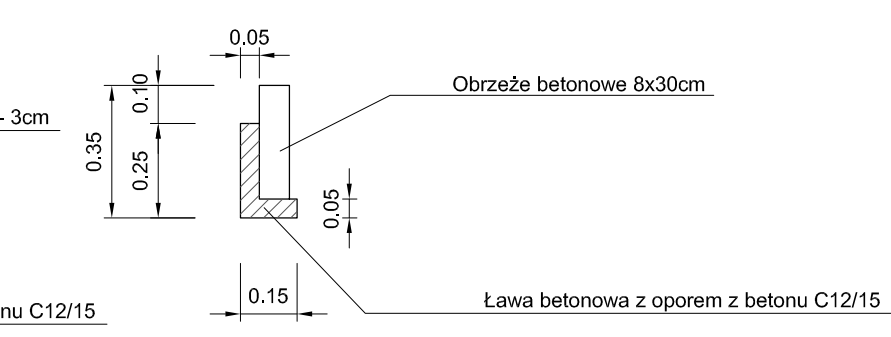 0.05
Obrzeże betonowe 8x30cm
0.10
- 3cm
0.35
0.25
0.05
0.15
Ława betonowa z oporem z betonu C12/15
nu C12/15